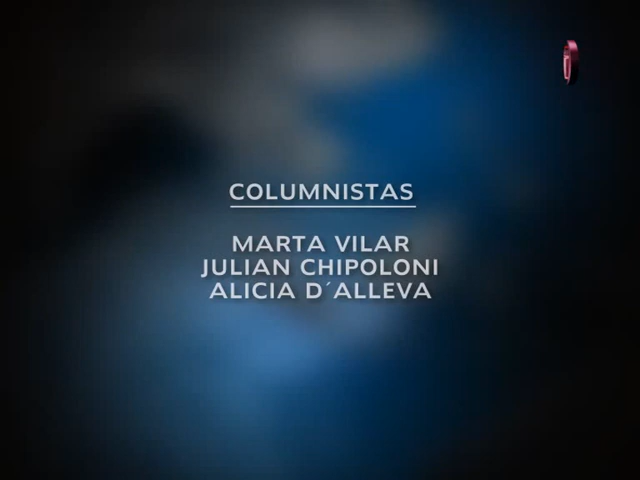 COLUMNISTAS
MARTA VILAR
JULIAN CHIPOLONI
ALICIA D´ALLEVA